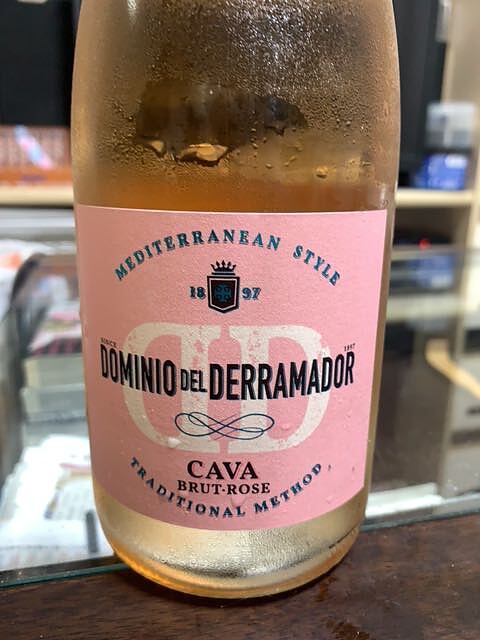 MEDITERRANEAN STYLE
18 97
SINCE 1897
DOMINIO DEL DERRAMADOR
CAVA
BRUT·ROSE
TRADITIONAL METHOD